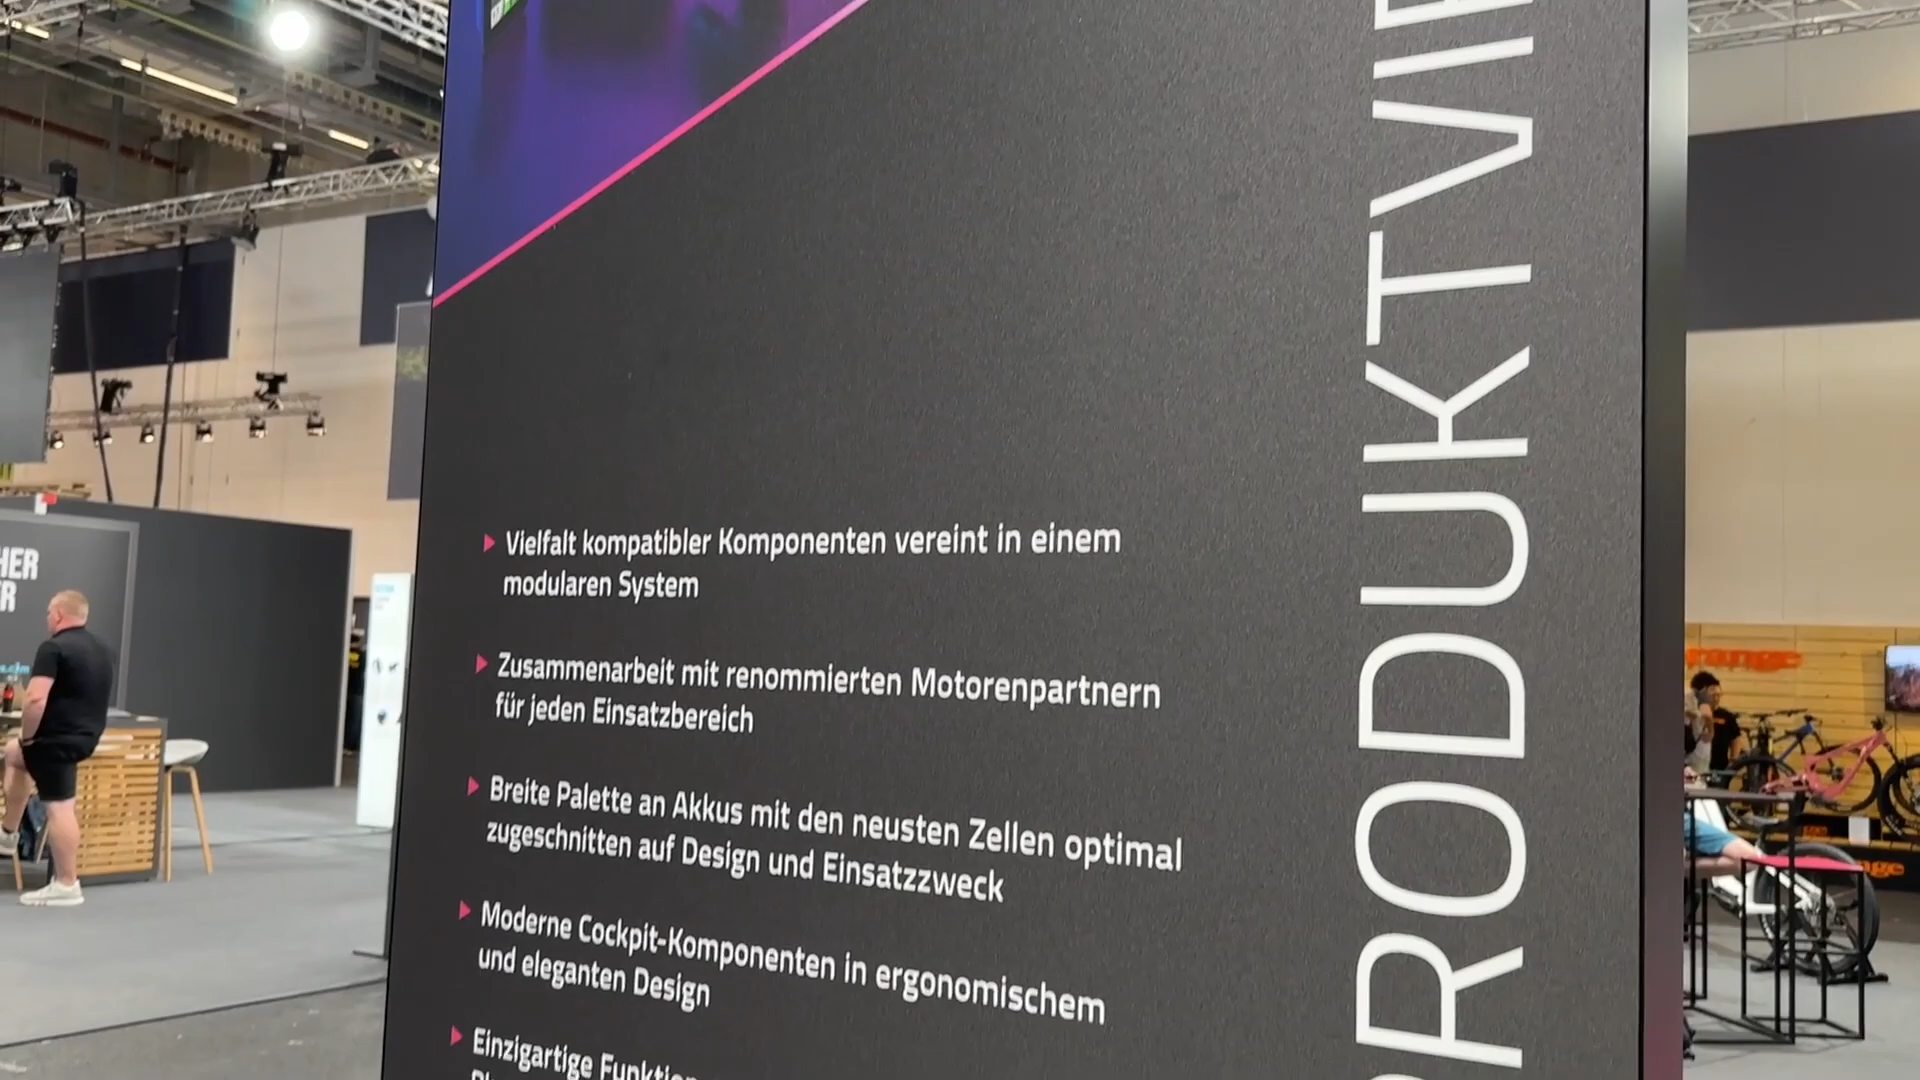 Vielfalt kompatibler Komponenten vereint in einem
modularen System
Zusammenarbeit mit renommierten Motorenpartnern
für jeden Einsatzbereich
Breite Palette an Akkus mit den neusten Zellen optimal
zugeschnitten auf Design und Einsatzzweck
Moderne Cockpit-Komponenten in ergonomischem
und eleganten Design
Einzigartige
RODUKTVI
HER
R